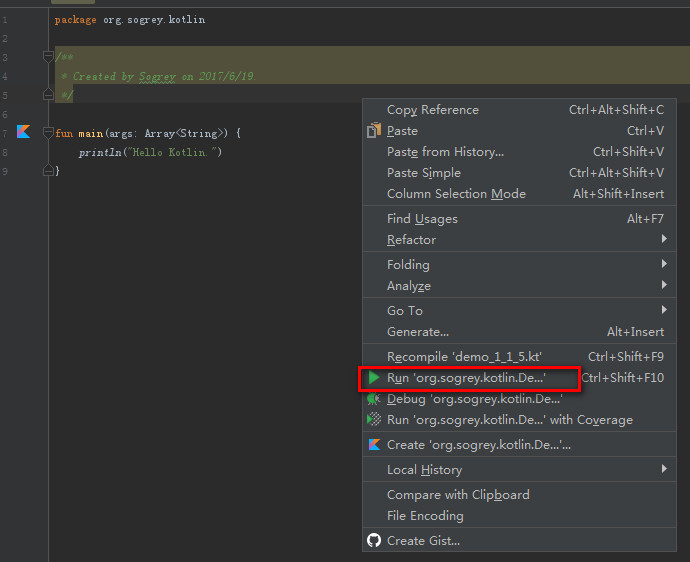 1 package org.sogrey.kotlin
2
3 /**
4 * Created by Sogrey on 2017/6/19.
5 */
6
7 fun main(args: Array<String>) {
8 println("Hello Kotlin.")
9 }
Copy Reference Ctrl+Alt+Shift+C
Paste Ctrl+V
Paste from History... Ctrl+Shift+V
Paste Simple Ctrl+Alt+Shift+V
Column Selection Mode Alt+Shift+Insert
Find Usages Alt+F7
Refactor
Folding
Analyze
Go To
Generate... Alt+Insert
Recompile 'demo_1_1_5.kt' Ctrl+Shift+F9
Run 'org.sogrey.kotlin.De...' Ctrl+Shift+F10
Debug 'org.sogrey.kotlin.De...'
Run 'org.sogrey.kotlin.De...' with Coverage
Create 'org.sogrey.kotlin.De...'...
Local History
Compare with Clipboard
File Encoding
Create Gist...